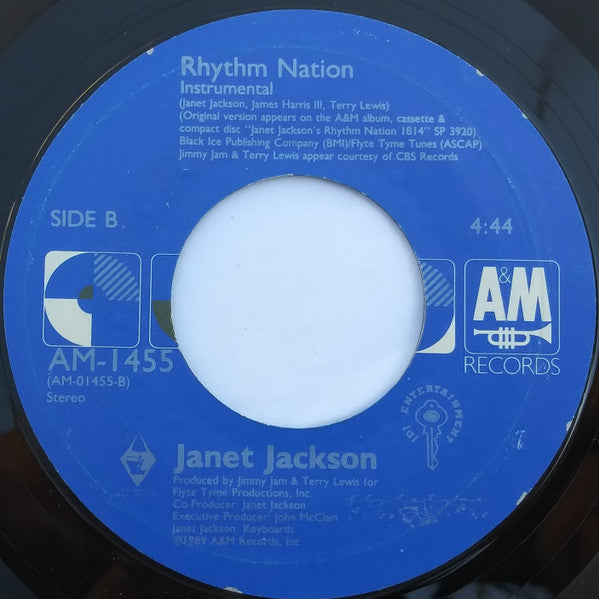 Rhythm Nation
Instrumental
(Janet Jackson, James Harris III, Terry Lewis)
(Original version appears on the A&M album, cassette &
compact disc "Janet Jackson's Rhythm Nation 1814" SP 3920)
Black Ice Publishing Company (BMI)/Flyte Tyme Tunes (ASCAP)
Jimmy Jam & Terry Lewis appear courtesy of CBS Records
SIDE B
4:44
A&M
RECORDS
AM-1455
(AM-01455-B)
Stereo
ENTERTAINMENT
Janet Jackson
Produced by Jimmy Jam & Terry Lewis for
Flyte Tyme Productions, Inc.
Co-Producer: Janet Jackson
Executive Producer: John McClain
Janet Jackson: Keyboards
℗1989 A&M Records, Inc.
flyte tyme